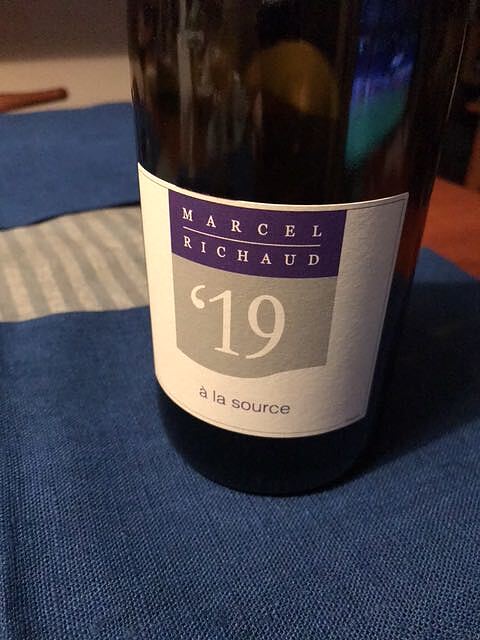 MARCEL
RICHAUD
‘19
à la source